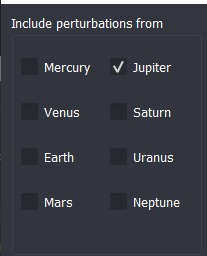 Include perturbations from
Mercury Jupiter
Venus Saturn
Earth Uranus
Mars Neptune